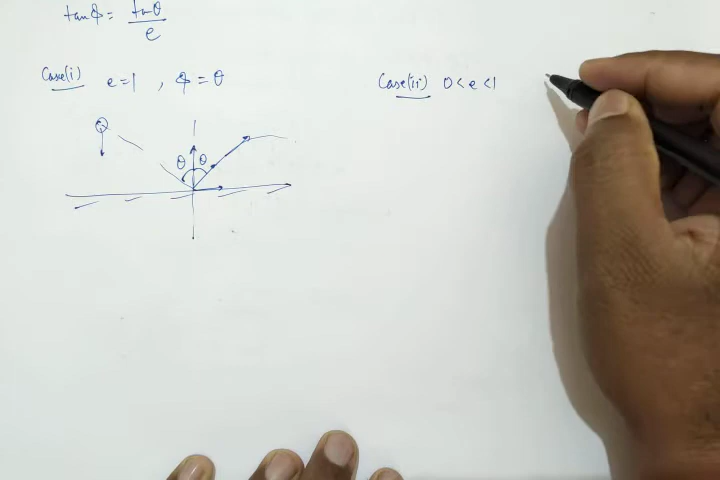 tanϕ = tanθ / e
Case(i) e=1 , ϕ = θ
Case(ii) 0 < e < 1
θ θ